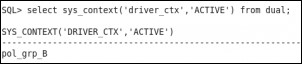 SQL> select sys_context('driver_ctx','ACTIVE') from dual;
SYS_CONTEXT('DRIVER_CTX','ACTIVE')
--------------------------------------------------------------------------------
pol_grp_B